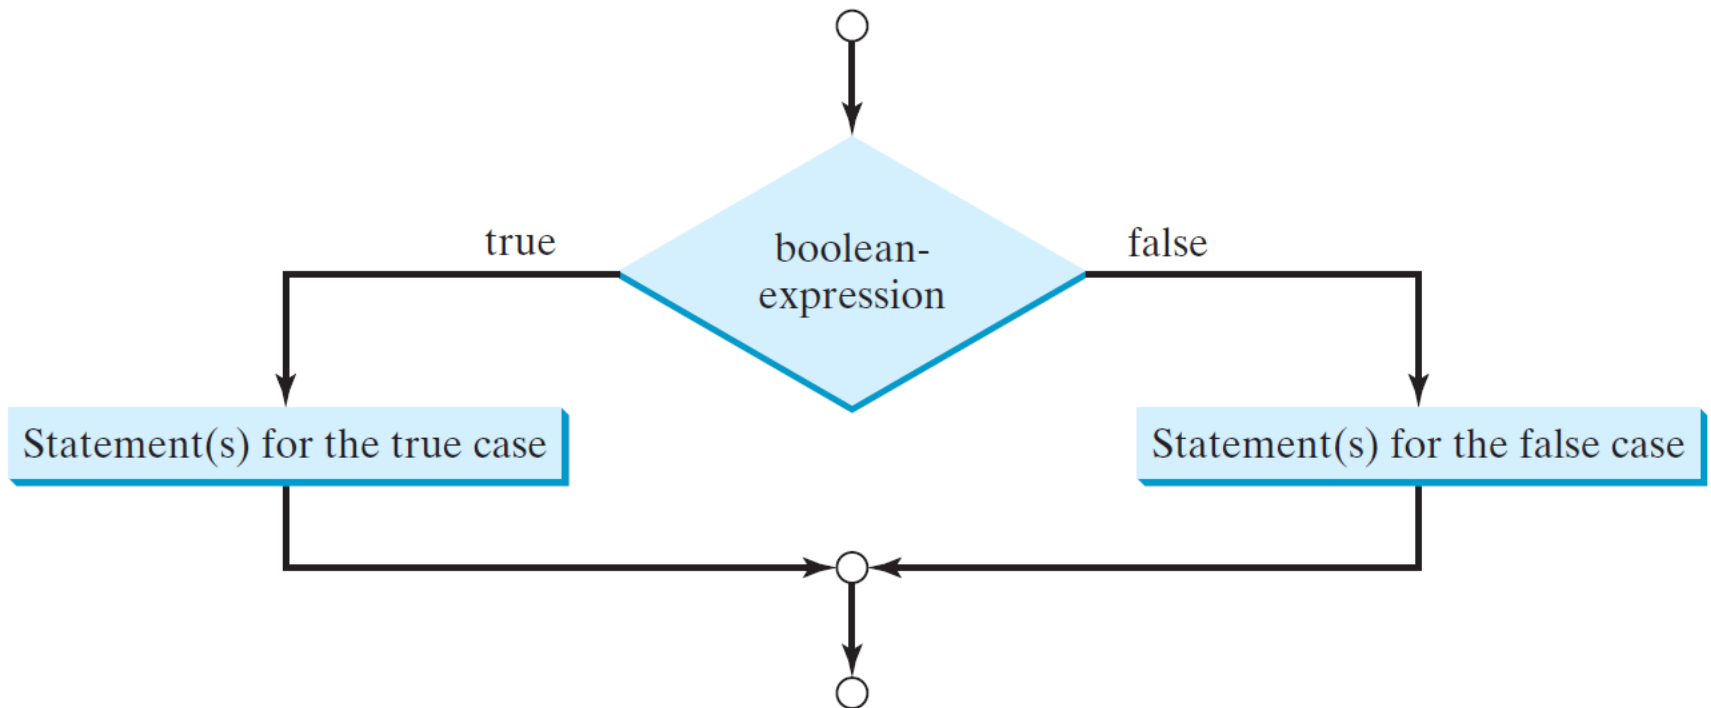 true
boolean-
expression
false
Statement(s) for the true case
Statement(s) for the false case